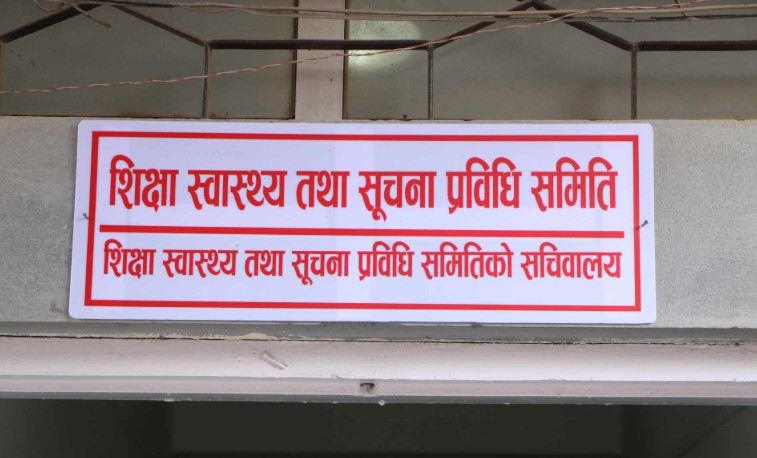 शिक्षा स्वास्थ्य तथा सूचना प्रविधि समिति
शिक्षा स्वास्थ्य तथा सूचना प्रविधि समितिको सचिवालय